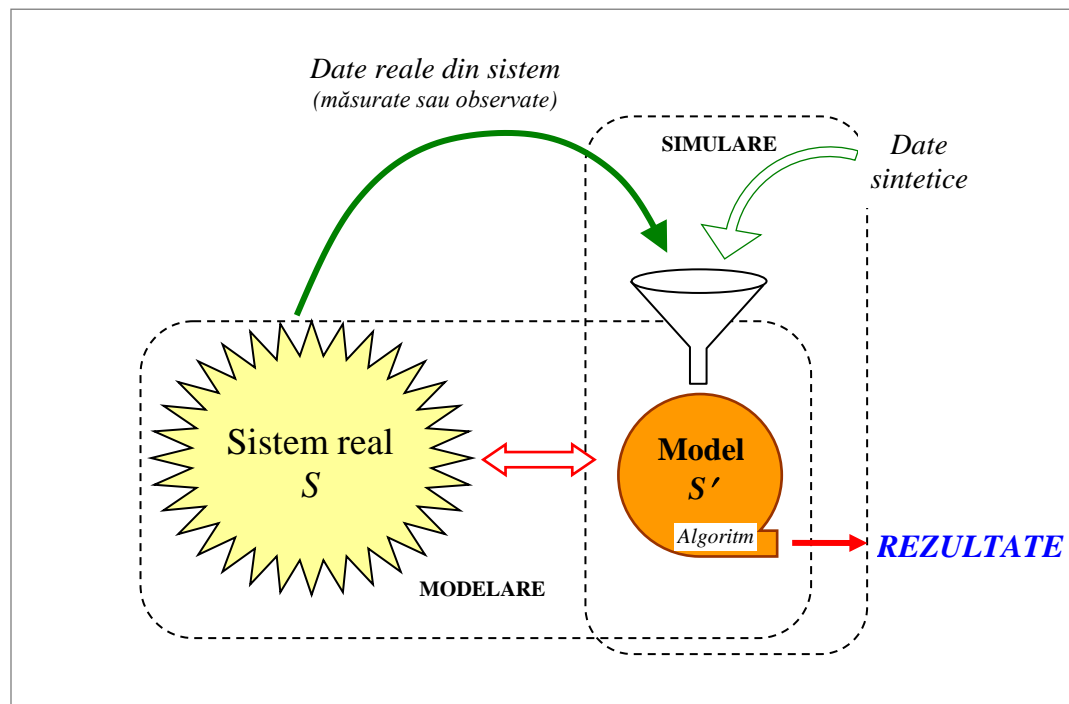 Date reale din sistem
(măsurate sau observate)
SIMULARE
Date
sintetice
Sistem real
S
Model
S′
Algoritm
REZULTATE
MODELARE